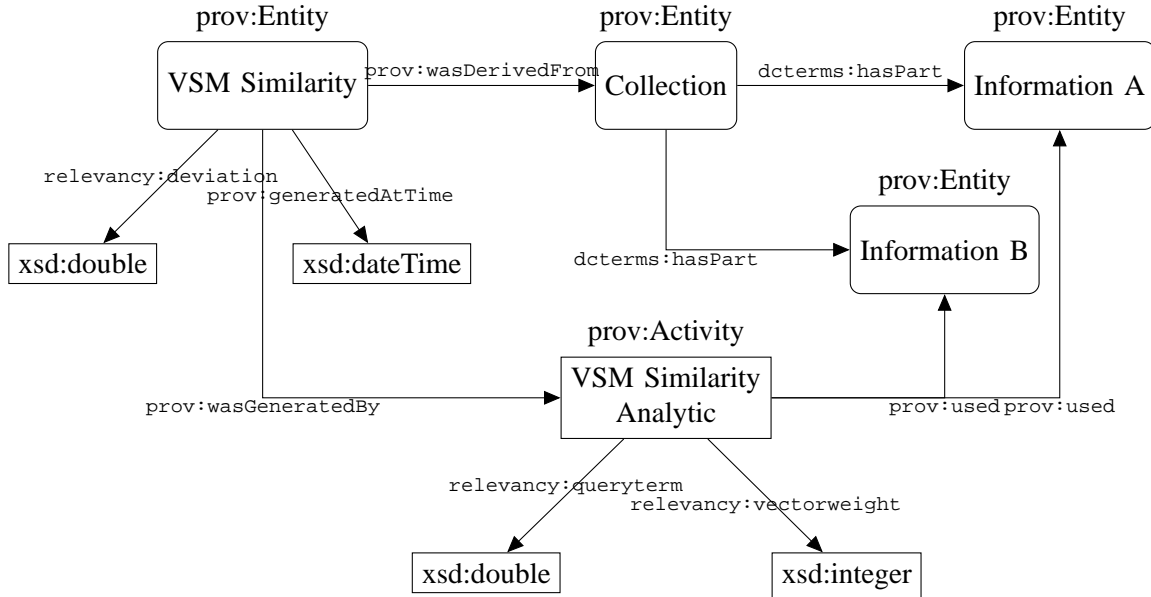 prov:Entity
prov:Entity
prov:Entity
VSM Similarity
prov:wasDerivedFrom
Collection
dcterms:hasPart
Information A
relevancy:deviation
prov:generatedAtTime
prov:Entity
xsd:double
xsd:dateTime
dcterms:hasPart
Information B
prov:Activity
VSM Similarity
Analytic
prov:wasGeneratedBy
prov:used
prov:used
relevancy:queryterm
relevancy:vectorweight
xsd:double
xsd:integer